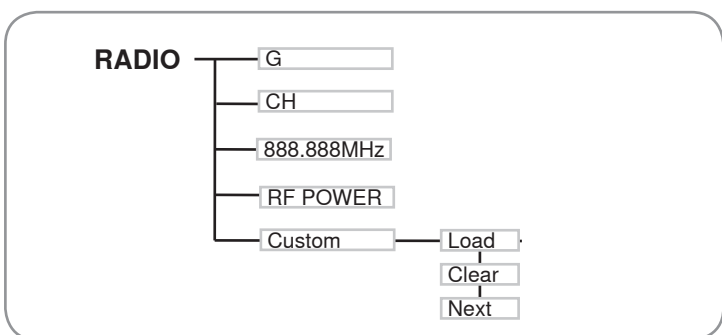 RADIO G
CH
888.888MHz
RF POWER
Custom Load
Clear
Next